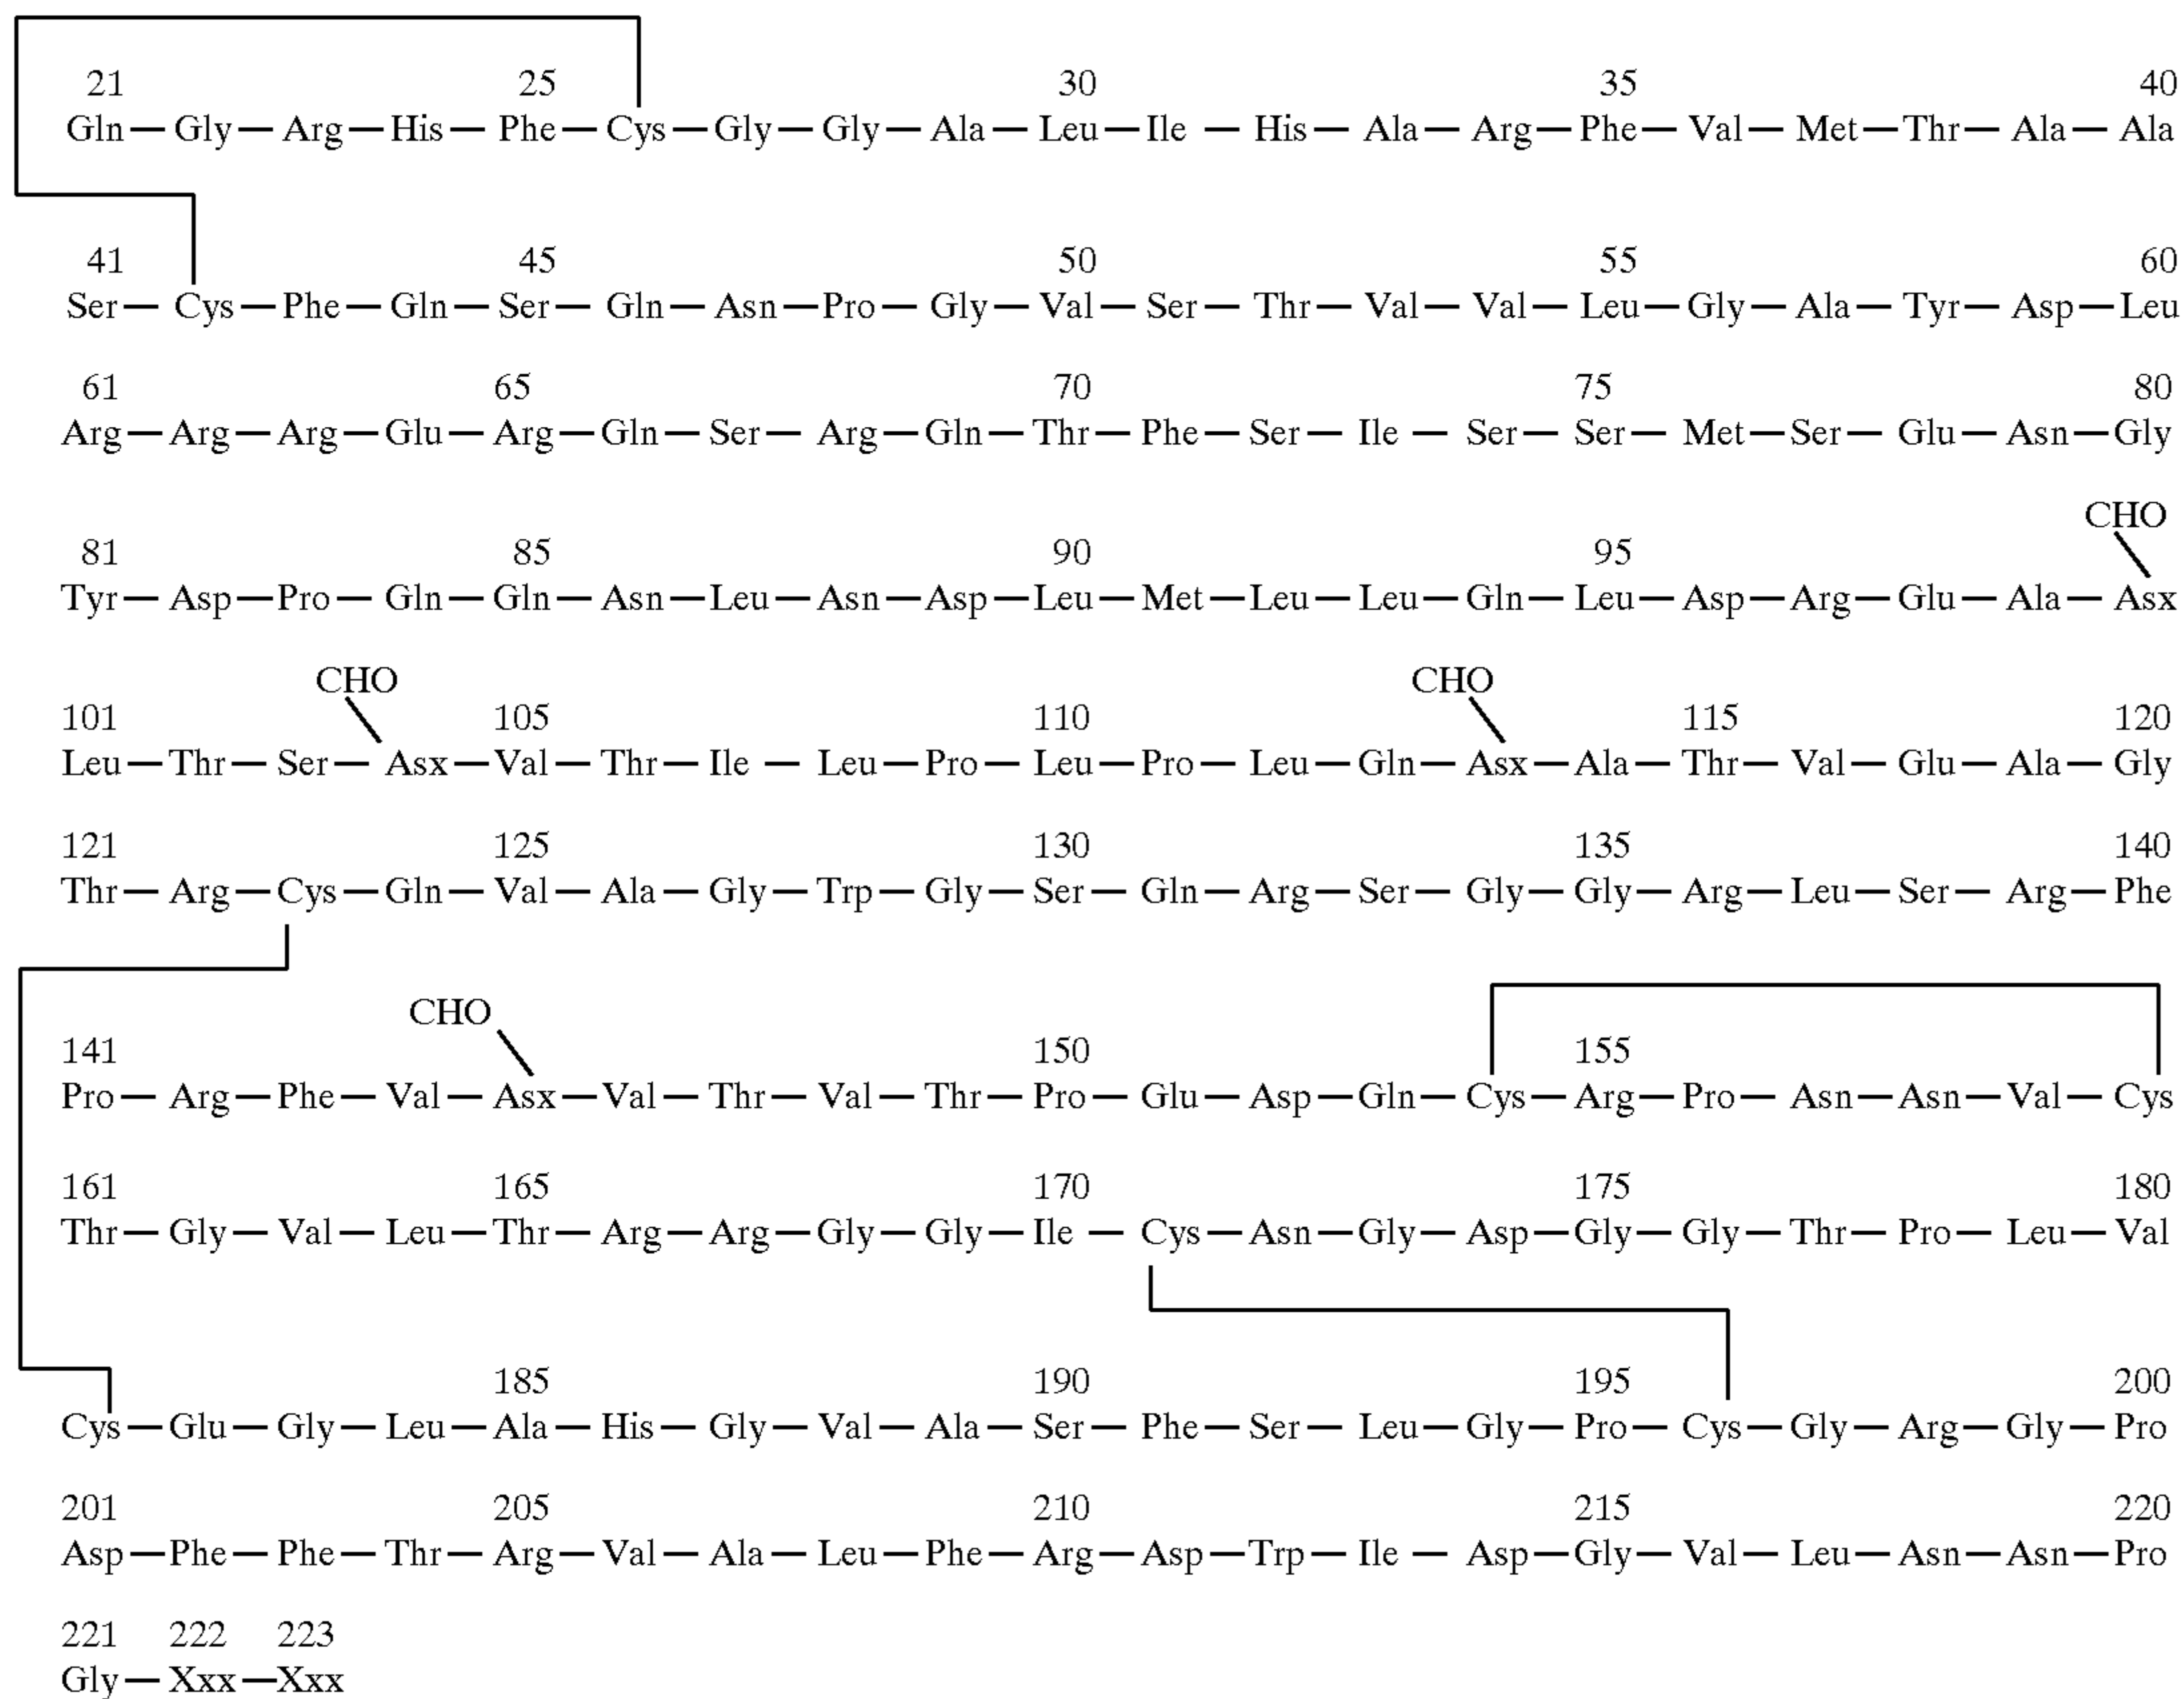 21 25 30 35 40
Gln — Gly — Arg — His — Phe — Cys — Gly — Gly — Ala — Leu — Ile — His — Ala — Arg — Phe — Val — Met — Thr — Ala — Ala
41 45 50 55 60
Ser — Cys — Phe — Gln — Ser — Gln — Asn — Pro — Gly — Val — Ser — Thr — Val — Val — Leu — Gly — Ala — Tyr — Asp — Leu
61 65 70 75 80
Arg — Arg — Arg — Glu — Arg — Gln — Ser — Arg — Gln — Thr — Phe — Ser — Ile — Ser — Ser — Met — Ser — Glu — Asn — Gly
CHO
81 85 90 95
Tyr — Asp — Pro — Gln — Gln — Asn — Leu — Asn — Asp — Leu — Met — Leu — Leu — Gln — Leu — Asp — Arg — Glu — Ala — Asx
CHO CHO
101 105 110 115 120
Leu — Thr — Ser — Asx — Val — Thr — Ile — Leu — Pro — Leu — Pro — Leu — Gln — Asx — Ala — Thr — Val — Glu — Ala — Gly
121 125 130 135 140
Thr — Arg — Cys — Gln — Val — Ala — Gly — Trp — Gly — Ser — Gln — Arg — Ser — Gly — Gly — Arg — Leu — Ser — Arg — Phe
CHO
141 150 155
Pro — Arg — Phe — Val — Asx — Val — Thr — Val — Thr — Pro — Glu — Asp — Gln — Cys — Arg — Pro — Asn — Asn — Val — Cys
161 165 170 175 180
Thr — Gly — Val — Leu — Thr — Arg — Arg — Gly — Gly — Ile — Cys — Asn — Gly — Asp — Gly — Gly — Thr — Pro — Leu — Val
185 190 195 200
Cys — Glu — Gly — Leu — Ala — His — Gly — Val — Ala — Ser — Phe — Ser — Leu — Gly — Pro — Cys — Gly — Arg — Gly — Pro
201 205 210 215 220
Asp — Phe — Phe — Thr — Arg — Val — Ala — Leu — Phe — Arg — Asp — Trp — Ile — Asp — Gly — Val — Leu — Asn — Asn — Pro
221 222 223
Gly — Xxx — Xxx